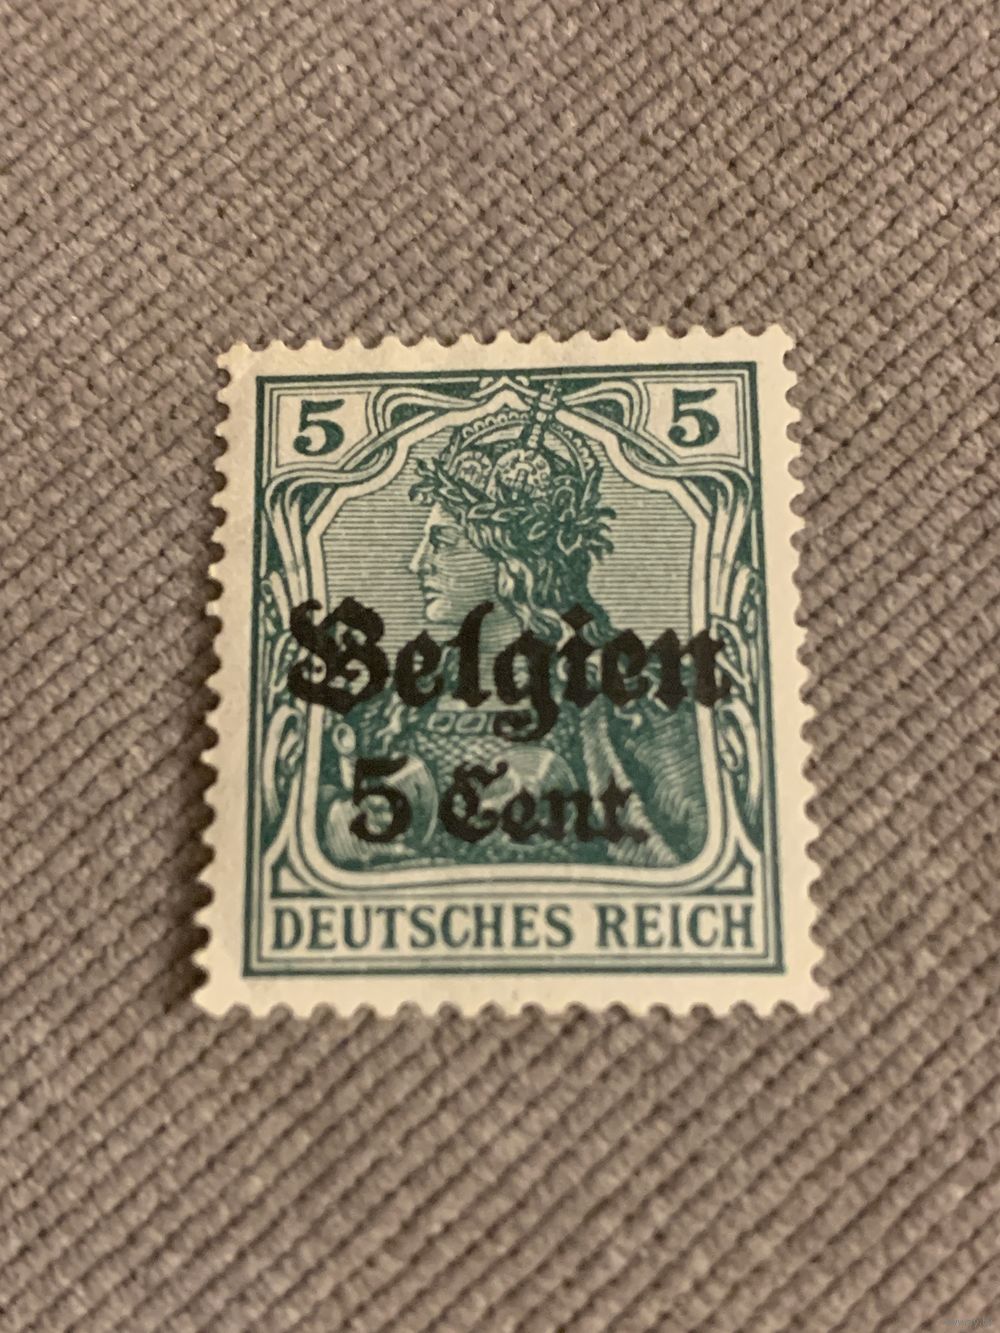 5 5
Belgien
5 Cent.
DEUTSCHES REICH